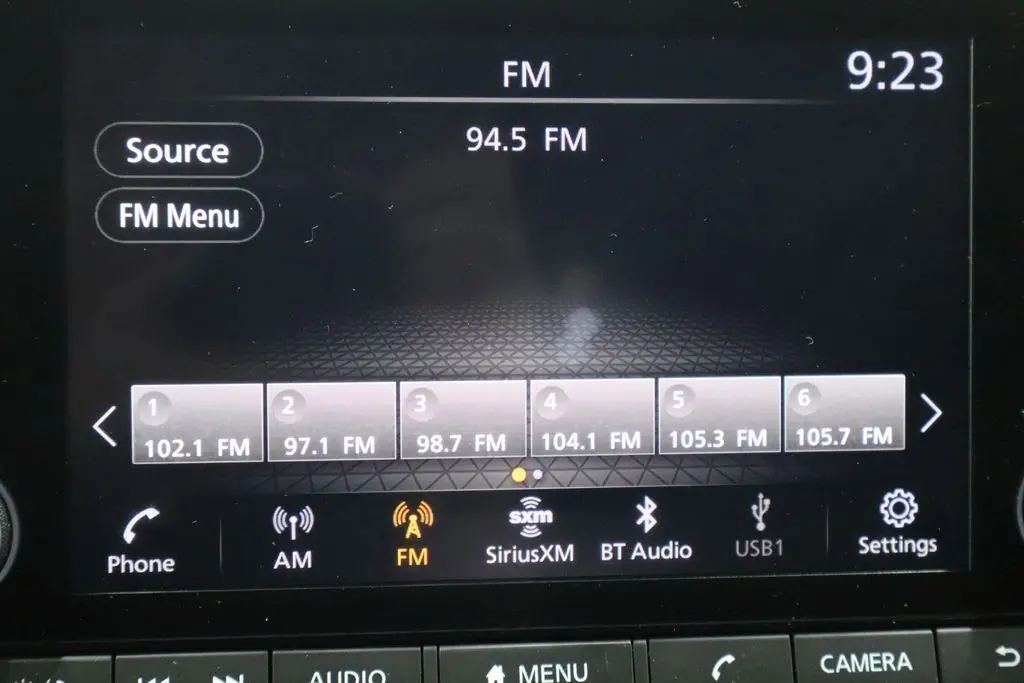 FM
9:23
94.5 FM
Source
FM Menu
1
2
3
4
5
6
102.1 FM
97.1 FM
98.7 FM
104.1 FM
105.3 FM
105.7 FM
sxm
Phone
AM
FM
SiriusXM
BT Audio
USB1
Settings
AUDIO
MENU
CAMERA